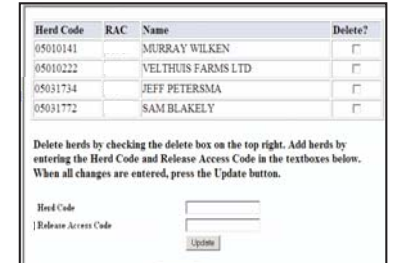 Herd Code RAC Name Delete?
05010141 MURRAY WILKEN
05010222 VELTHUIS FARMS LTD
05031734 JEFF PETERSMA
05031772 SAM BLAKELY
Delete herds by checking the delete box on the top right. Add herds by
entering the Herd Code and Release Access Code in the textboxes below.
When all changes are entered, press the Update button.
Herd Code
Release Access Code
Update